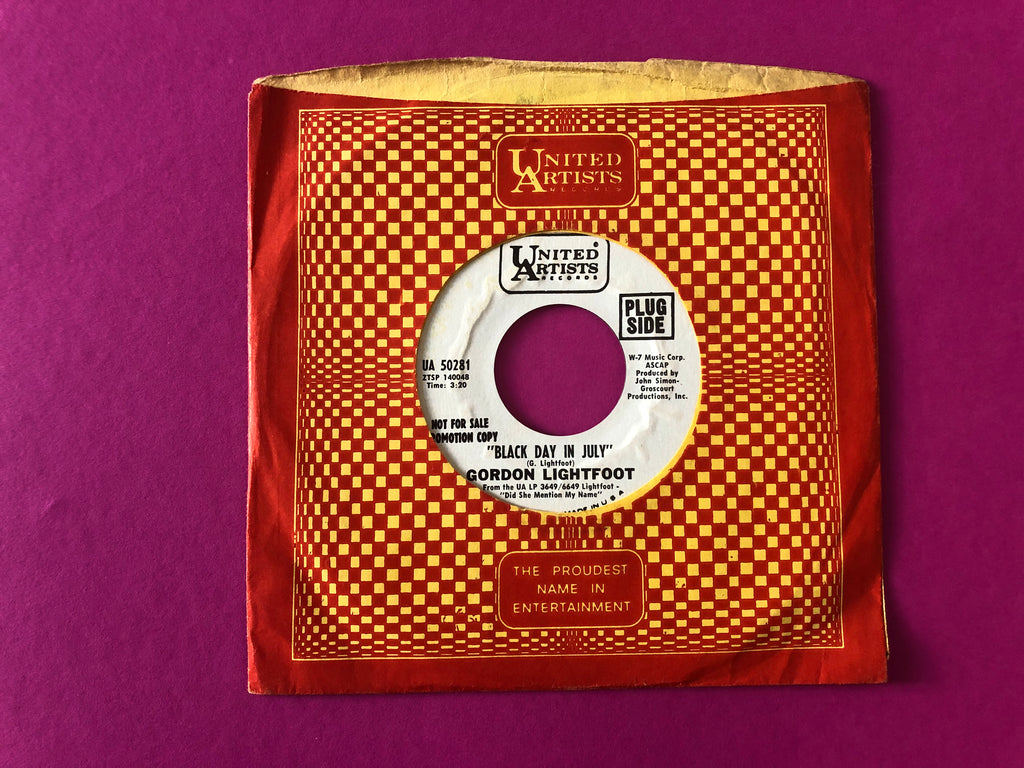 UNITED
ARTISTS
RECORDS
UNITED
ARTISTS
RECORDS
PLUG
SIDE
UA 50281
ZTSP 140048
Time: 3:20
W-7 Music Corp.
ASCAP
Produced by
John Simon-
Groscourt
Productions, Inc.
NOT FOR SALE
OMOTION COPY
"BLACK DAY IN JULY"
(G. Lightfoot)
GORDON LIGHTFOOT
From the UA LP 3649/6649 Lightfoot -
"Did She Mention My Name"
MADE IN U S A
THE PROUDEST
NAME IN
ENTERTAINMENT